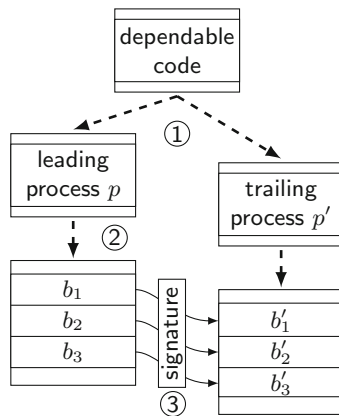 dependable
code
①
leading
process p
trailing
process p′
②
b₁
b₂
b₃
signature
b′₁
b′₂
b′₃
③